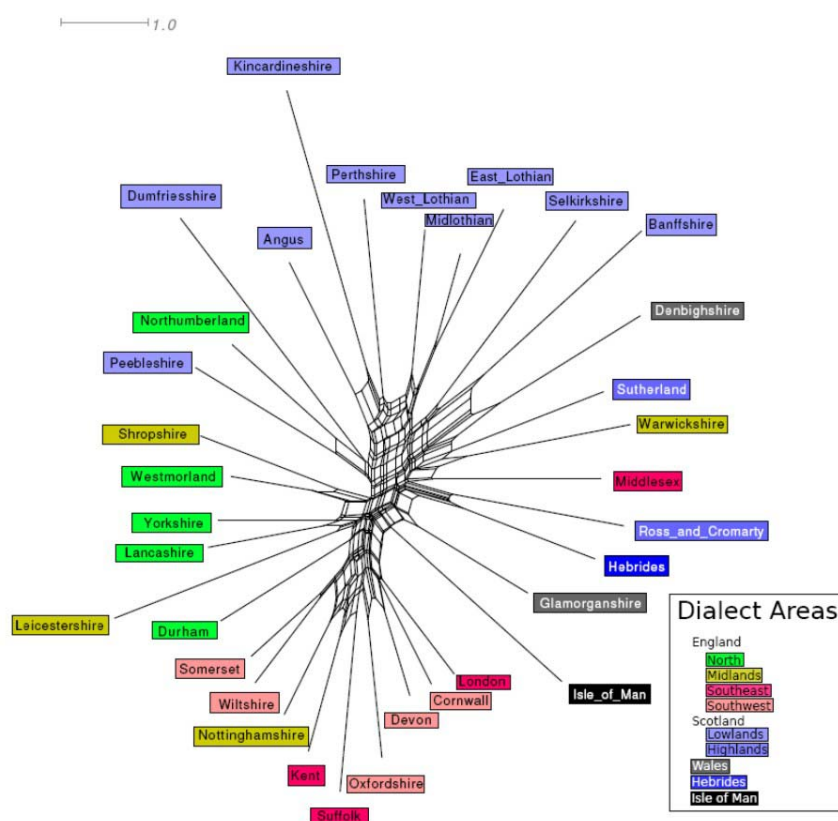 1.0
Kincardineshire
Perthshire
East_Lothian
Dumfriesshire
West_Lothian
Selkirkshire
Midlothian
Banffshire
Angus
Denbighshire
Northumberland
Peebleshire
Sutherland
Warwickshire
Shropshire
Westmorland
Middlesex
Yorkshire
Ross_and_Cromarty
Lancashire
Hebrides
Glamorganshire
Leicestershire
Durham
Somerset
London
Isle_of_Man
Wiltshire
Cornwall
Devon
Nottinghamshire
Kent
Oxfordshire
Suffolk
Dialect Areas
England
North
Midlands
Southeast
Southwest
Scotland
Lowlands
Highlands
Wales
Hebrides
Isle of Man